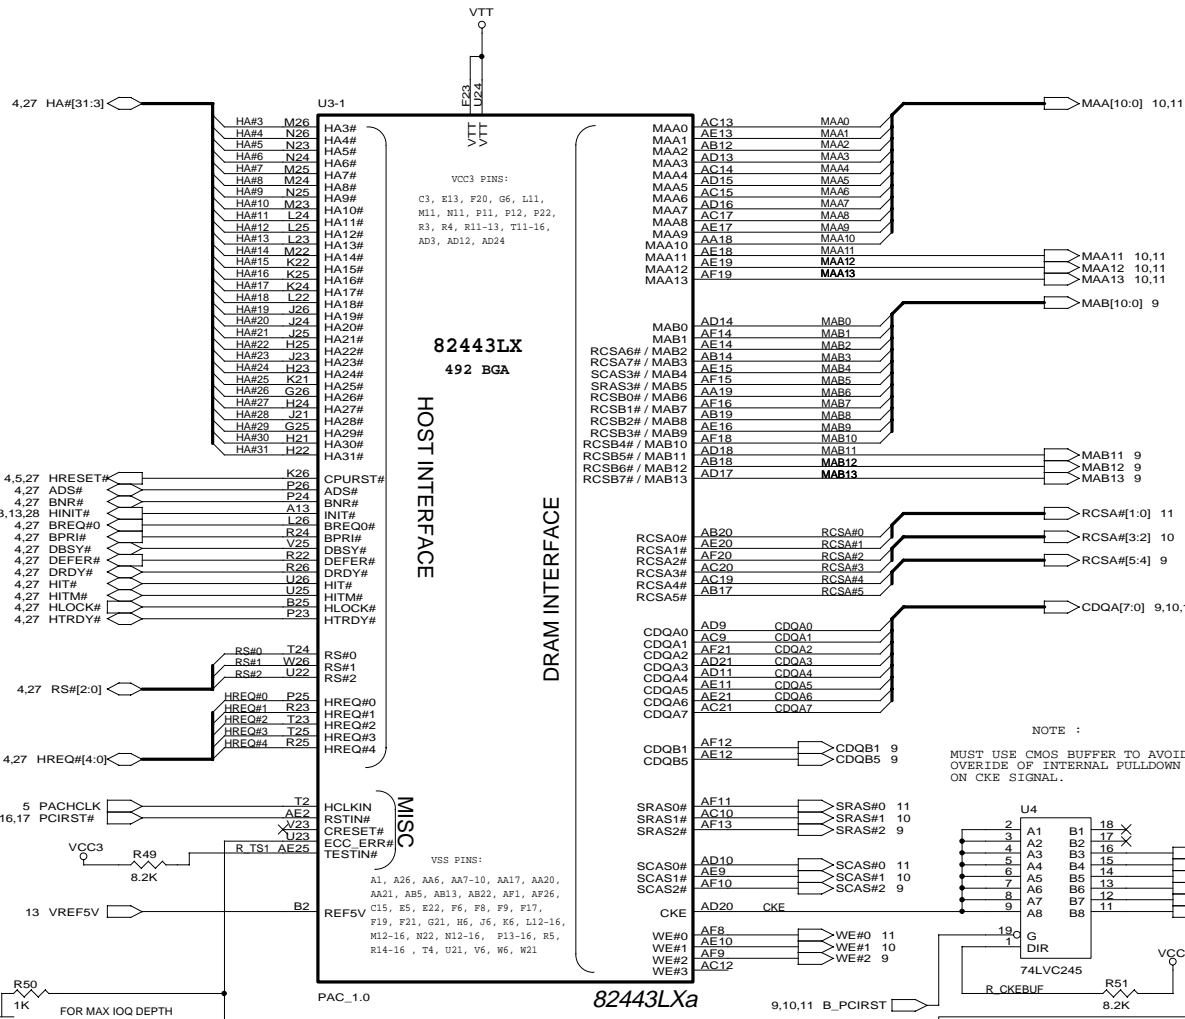 VTT
F23 U24
VTT VTT
U3-1
4,27 HA#[31:3]
HA#3 M26 HA3#
HA#4 N26 HA4#
HA#5 N23 HA5#
HA#6 N24 HA6#
HA#7 M25 HA7#
HA#8 M24 HA8#
HA#9 N25 HA9#
HA#10 M23 HA10#
HA#11 L24 HA11#
HA#12 L25 HA12#
HA#13 L23 HA13#
HA#14 M22 HA14#
HA#15 K22 HA15#
HA#16 K25 HA16#
HA#17 K24 HA17#
HA#18 L22 HA18#
HA#19 J26 HA19#
HA#20 J24 HA20#
HA#21 J25 HA21#
HA#22 H25 HA22#
HA#23 J23 HA23#
HA#24 H23 HA24#
HA#25 K21 HA25#
HA#26 G26 HA26#
HA#27 H24 HA27#
HA#28 J21 HA28#
HA#29 G25 HA29#
HA#30 H21 HA30#
HA#31 H22 HA31#
4,5,27 HRESET# K26 CPURST#
4,27 ADS# P26 ADS#
4,27 BNR# P24 BNR#
3,13,28 HINIT# A13 INIT#
4,27 BREQ#0 L26 BREQ0#
4,27 BPRI# R24 BPRI#
4,27 DBSY# V25 DBSY#
4,27 DEFER# R22 DEFER#
4,27 DRDY# R26 DRDY#
4,27 HIT# U26 HIT#
4,27 HITM# U25 HITM#
4,27 HLOCK# B25 HLOCK#
4,27 HTRDY# P23 HTRDY#
RS#0 T24 RS#0
RS#1 W26 RS#1
RS#2 U22 RS#2
4,27 RS#[2:0]
HREQ#0 P25 HREQ#0
HREQ#1 R23 HREQ#1
HREQ#2 T23 HREQ#2
HREQ#3 T25 HREQ#3
HREQ#4 R25 HREQ#4
4,27 HREQ#[4:0]
5 PACHCLK T2 HCLKIN
16,17 PCIRST# AE2 RSTIN#
V23 CRESET#
U23 ECC_ERR#
R_TS1 AE25 TESTIN#
VCC3
R49
8.2K
13 VREF5V B2 REF5V
R50
1K
FOR MAX IOQ DEPTH
PAC_1.0
VCC3 PINS:
C3, E13, F20, G6, L11,
M11, N11, P11, P12, P22,
R3, R4, R11-13, T11-16,
AD3, AD12, AD24
82443LX
492 BGA
HOST INTERFACE
DRAM INTERFACE
MISC
VSS PINS:
A1, A26, AA6, AA7-10, AA17, AA20,
AA21, AB5, AB13, AB22, AF1, AF26,
C15, E5, E22, F6, F8, F9, F17,
F19, F21, G21, H6, J6, K6, L12-16,
M12-16, N22, N12-16, P13-16, R5,
R14-16 , T4, U21, V6, W6, W21
82443LXa
MAA0 AC13 MAA0
MAA1 AE13 MAA1
MAA2 AB12 MAA2
MAA3 AD13 MAA3
MAA4 AC14 MAA4
MAA5 AD15 MAA5
MAA6 AC15 MAA6
MAA7 AD16 MAA7
MAA8 AC17 MAA8
MAA9 AE17 MAA9
MAA10 AA18 MAA10
MAA[10:0] 10,11
MAA11 AE18 MAA11 MAA11 10,11
MAA12 AE19 MAA12 MAA12 10,11
MAA13 AF19 MAA13 MAA13 10,11
MAB[10:0] 9
MAB0 AD14 MAB0
MAB1 AF14 MAB1
RCSA6# / MAB2 AE14 MAB2
RCSA7# / MAB3 AB14 MAB3
SCAS3# / MAB4 AE15 MAB4
SRAS3# / MAB5 AF15 MAB5
RCSB0# / MAB6 AA19 MAB6
RCSB1# / MAB7 AF16 MAB7
RCSB2# / MAB8 AB19 MAB8
RCSB3# / MAB9 AE16 MAB9
RCSB4# / MAB10 AF18 MAB10
RCSB5# / MAB11 AD18 MAB11 MAB11 9
RCSB6# / MAB12 AB18 MAB12 MAB12 9
RCSB7# / MAB13 AD17 MAB13 MAB13 9
RCSA#[1:0] 11
RCSA#[3:2] 10
RCSA#[5:4] 9
RCSA0# AB20 RCSA#0
RCSA1# AE20 RCSA#1
RCSA2# AF20 RCSA#2
RCSA3# AC20 RCSA#3
RCSA4# AC19 RCSA#4
RCSA5# AB17 RCSA#5
CDQA[7:0] 9,10,
CDQA0 AD9 CDQA0
CDQA1 AC9 CDQA1
CDQA2 AF21 CDQA2
CDQA3 AD21 CDQA3
CDQA4 AD11 CDQA4
CDQA5 AE11 CDQA5
CDQA6 AE21 CDQA6
CDQA7 AC21 CDQA7
CDQB1 AF12 CDQB1 9
CDQB5 AE12 CDQB5 9
SRAS0# AF11 SRAS#0 11
SRAS1# AC10 SRAS#1 10
SRAS2# AF13 SRAS#2 9
SCAS0# AD10 SCAS#0 11
SCAS1# AE9 SCAS#1 10
SCAS2# AF10 SCAS#2 9
CKE AD20 CKE
WE#0 AF8 WE#0 11
WE#1 AE10 WE#1 10
WE#2 AF9 WE#2 9
WE#3 AC12
NOTE :
MUST USE CMOS BUFFER TO AVOID
OVERIDE OF INTERNAL PULLDOWN
ON CKE SIGNAL.
U4
2 A1 B1 18
3 A2 B2 17
4 A3 B3 16
5 A4 B4 15
6 A5 B5 14
7 A6 B6 13
8 A7 B7 12
9 A8 B8 11
19 G
1 DIR
74LVC245
VCC
R_CKEBUF
R51
8.2K
9,10,11 B_PCIRST